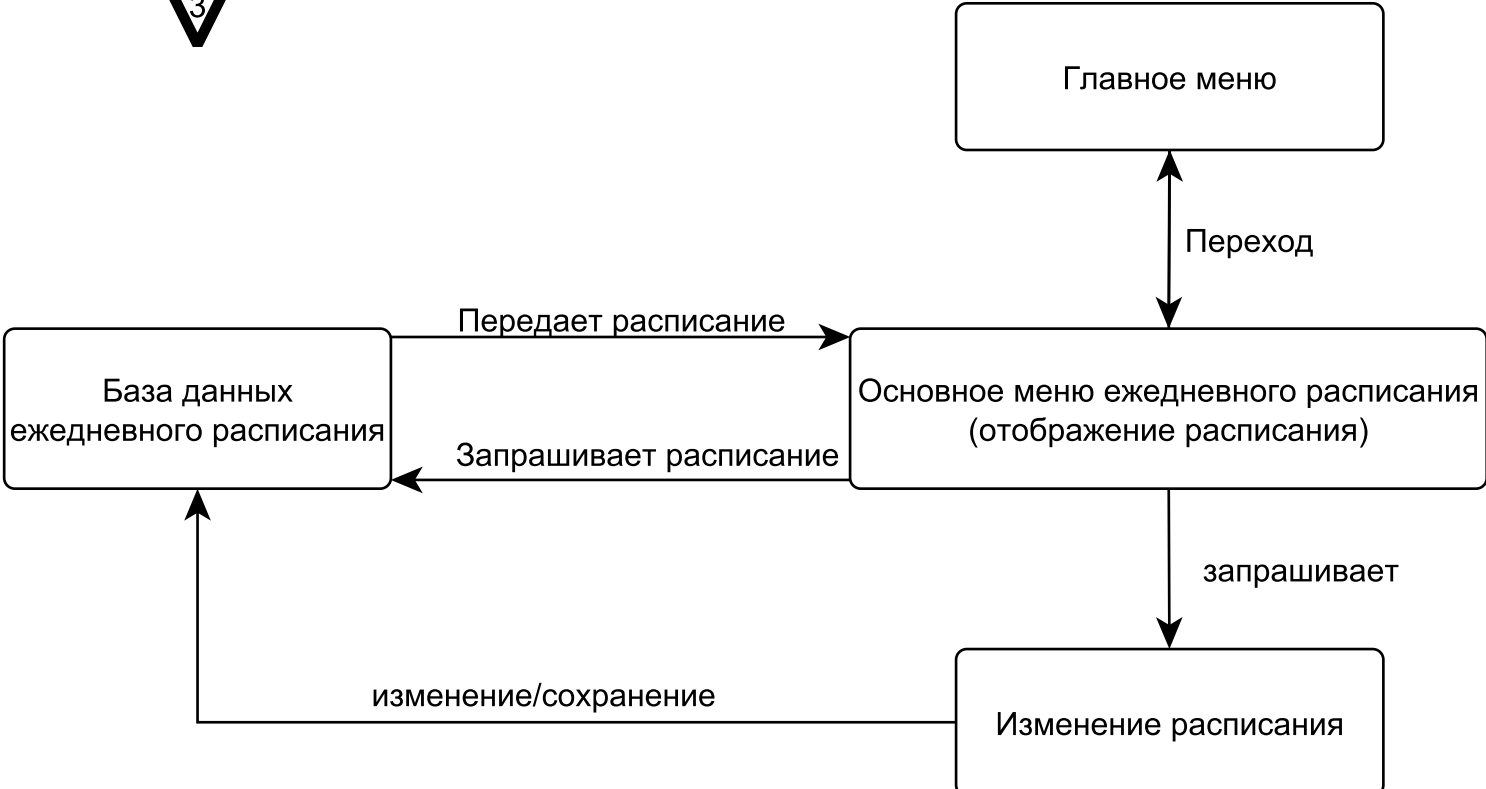 3
Главное меню
Переход
Передает расписание
База данных
ежедневного расписания
Основное меню ежедневного расписания
(отображение расписания)
Запрашивает расписание
запрашивает
изменение/сохранение
Изменение расписания